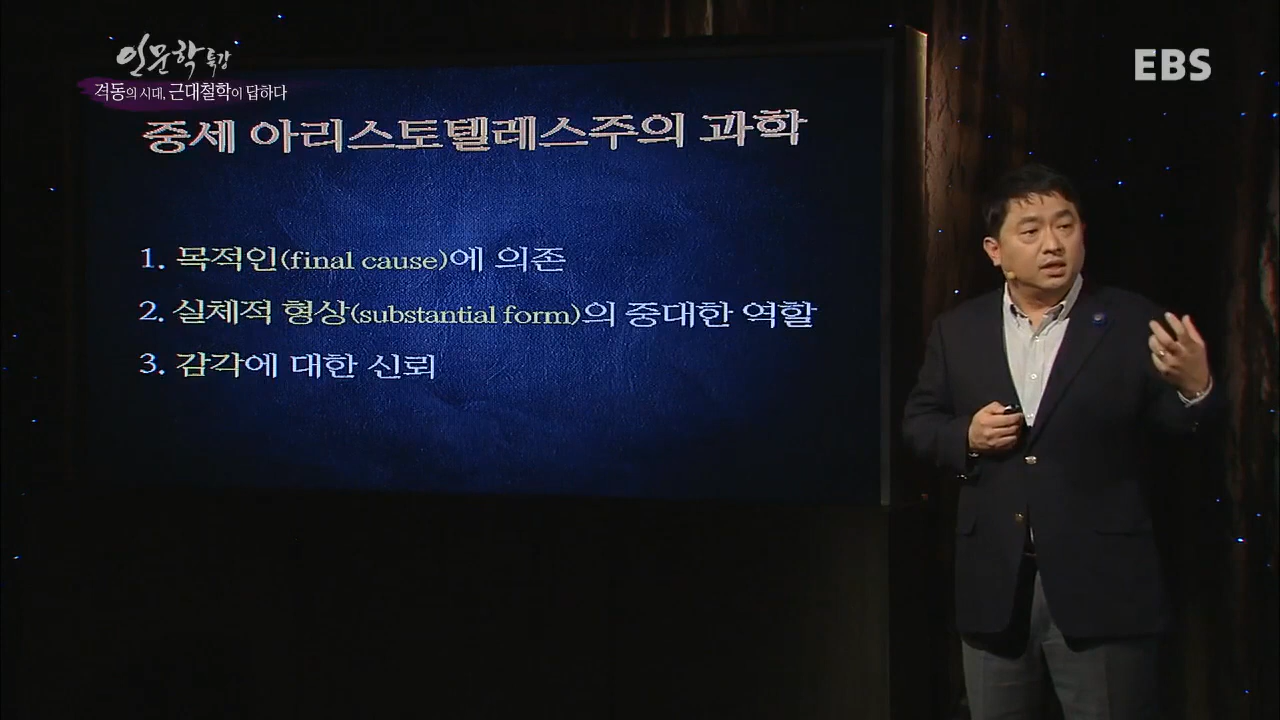 인문학 특강
격동의 시대, 근대철학이 답하다
EBS
중세 아리스토텔레스주의 과학
1. 목적인(final cause)에 의존
2. 실체적 형상(substantial form)의 중대한 역할
3. 감각에 대한 신뢰